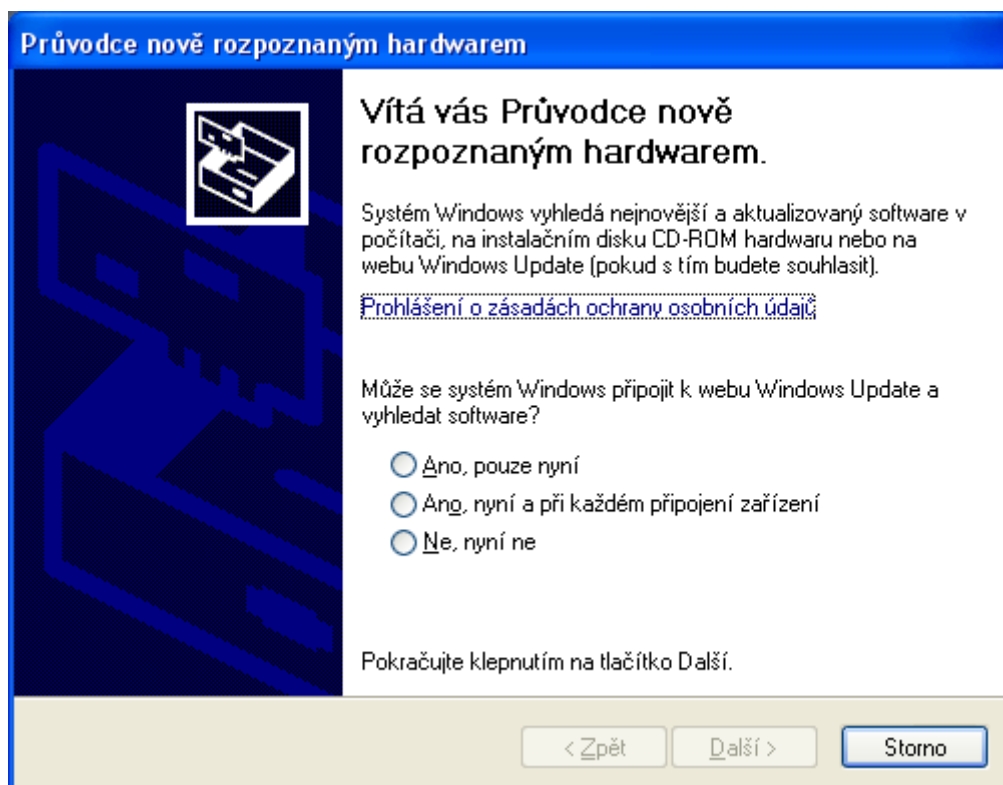 Průvodce nově rozpoznaným hardwarem
Vítá vás Průvodce nově
rozpoznaným hardwarem.
Systém Windows vyhledá nejnovější a aktualizovaný software v
počítači, na instalačním disku CD-ROM hardwaru nebo na
webu Windows Update (pokud s tím budete souhlasit).
Prohlášení o zásadách ochrany osobních údajů
Může se systém Windows připojit k webu Windows Update a
vyhledat software?
Ano, pouze nyní
Ano, nyní a při každém připojení zařízení
Ne, nyní ne
Pokračujte klepnutím na tlačítko Další.
< Zpět
Další >
Storno